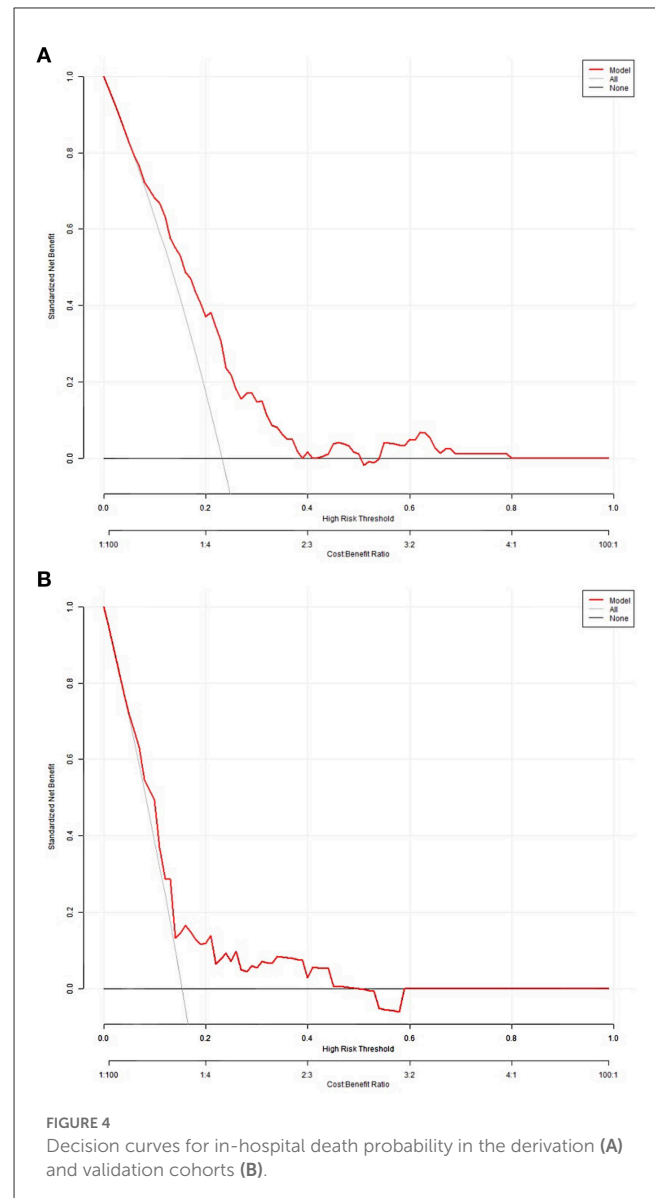 A
Standardized Net Benefit
1.0
0.8
0.6
0.4
0.2
0.0
Model
All
None
0.0 0.2 0.4 0.6 0.8 1.0
High Risk Threshold
1:100 1:4 2:3 3:2 4:1 100:1
Cost:Benefit Ratio
B
Standardized Net Benefit
1.0
0.8
0.6
0.4
0.2
0.0
Model
All
None
0.0 0.2 0.4 0.6 0.8 1.0
High Risk Threshold
1:100 1:4 2:3 3:2 4:1 100:1
Cost:Benefit Ratio
FIGURE 4
Decision curves for in-hospital death probability in the derivation (A)
and validation cohorts (B).